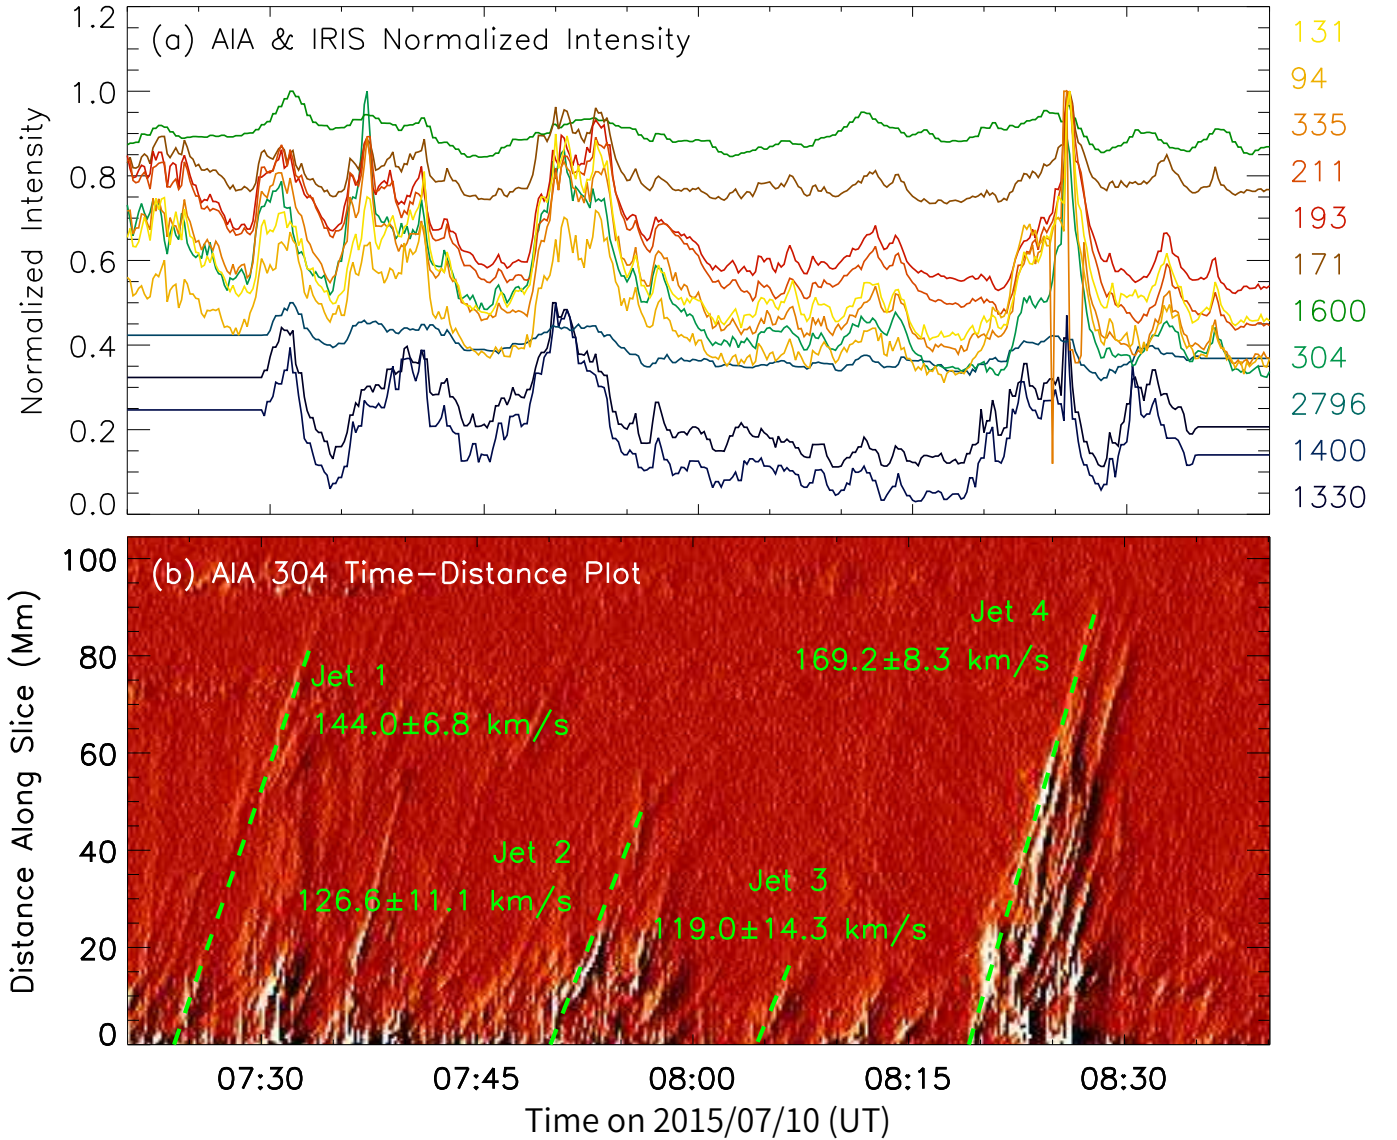 (a) AIA & IRIS Normalized Intensity
Normalized Intensity
1.2
1.0
0.8
0.6
0.4
0.2
0.0
131
94
335
211
193
171
1600
304
2796
1400
1330
(b) AIA 304 Time-Distance Plot
Distance Along Slice (Mm)
100
80
60
40
20
0
Jet 1
144.0±6.8 km/s
Jet 2
126.6±11.1 km/s
Jet 3
119.0±14.3 km/s
Jet 4
169.2±8.3 km/s
07:30 07:45 08:00 08:15 08:30
Time on 2015/07/10 (UT)